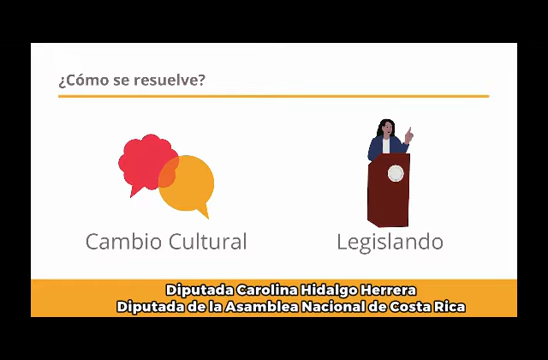 ¿Cómo se resuelve?
Cambio Cultural
Legislando
Diputada Carolina Hidalgo Herrera
Diputada de la Asamblea Nacional de Costa Rica